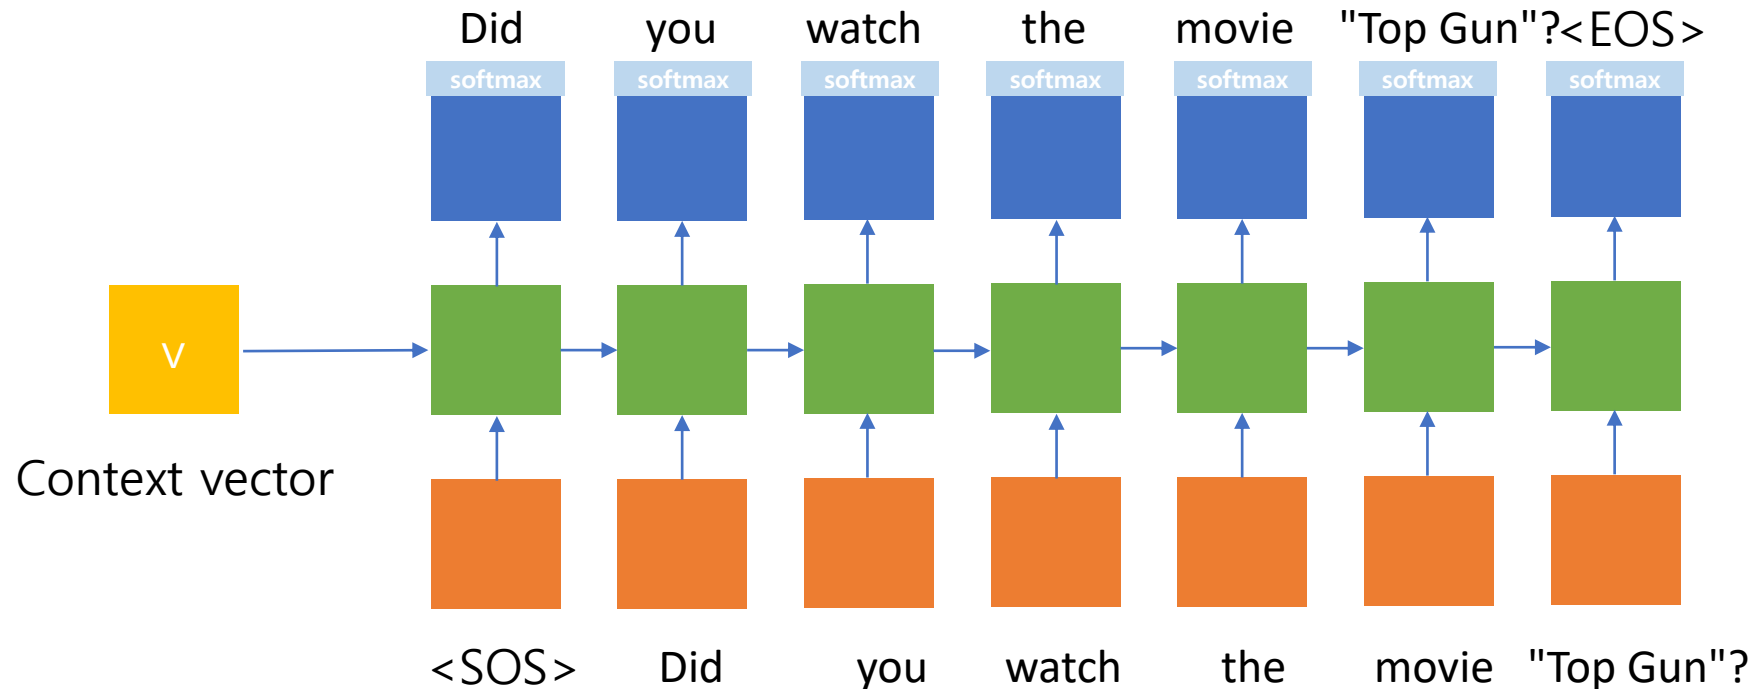 Did you watch the movie "Top Gun"?<EOS>
softmax softmax softmax softmax softmax softmax softmax
V
Context vector
<SOS> Did you watch the movie "Top Gun"?